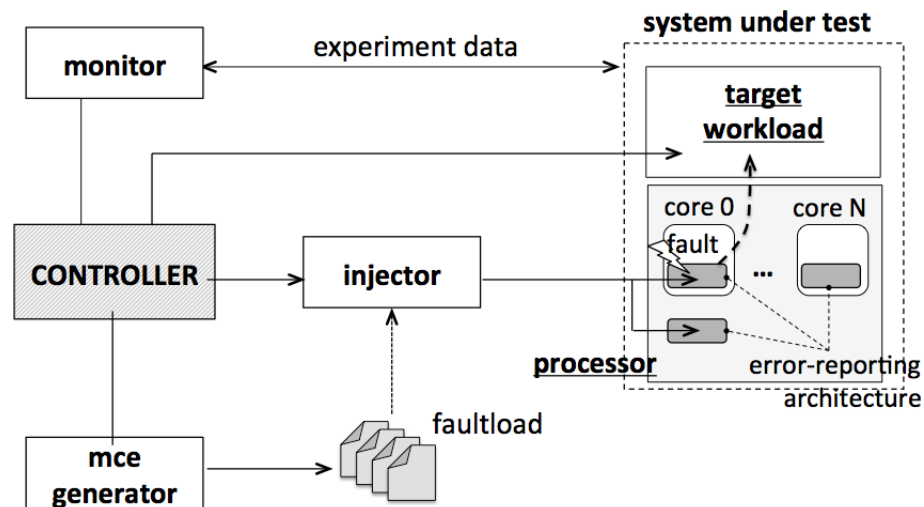 system under test
experiment data
monitor
target
workload
core 0
core N
fault
CONTROLLER
injector
...
processor
error-reporting
architecture
faultload
mce
generator